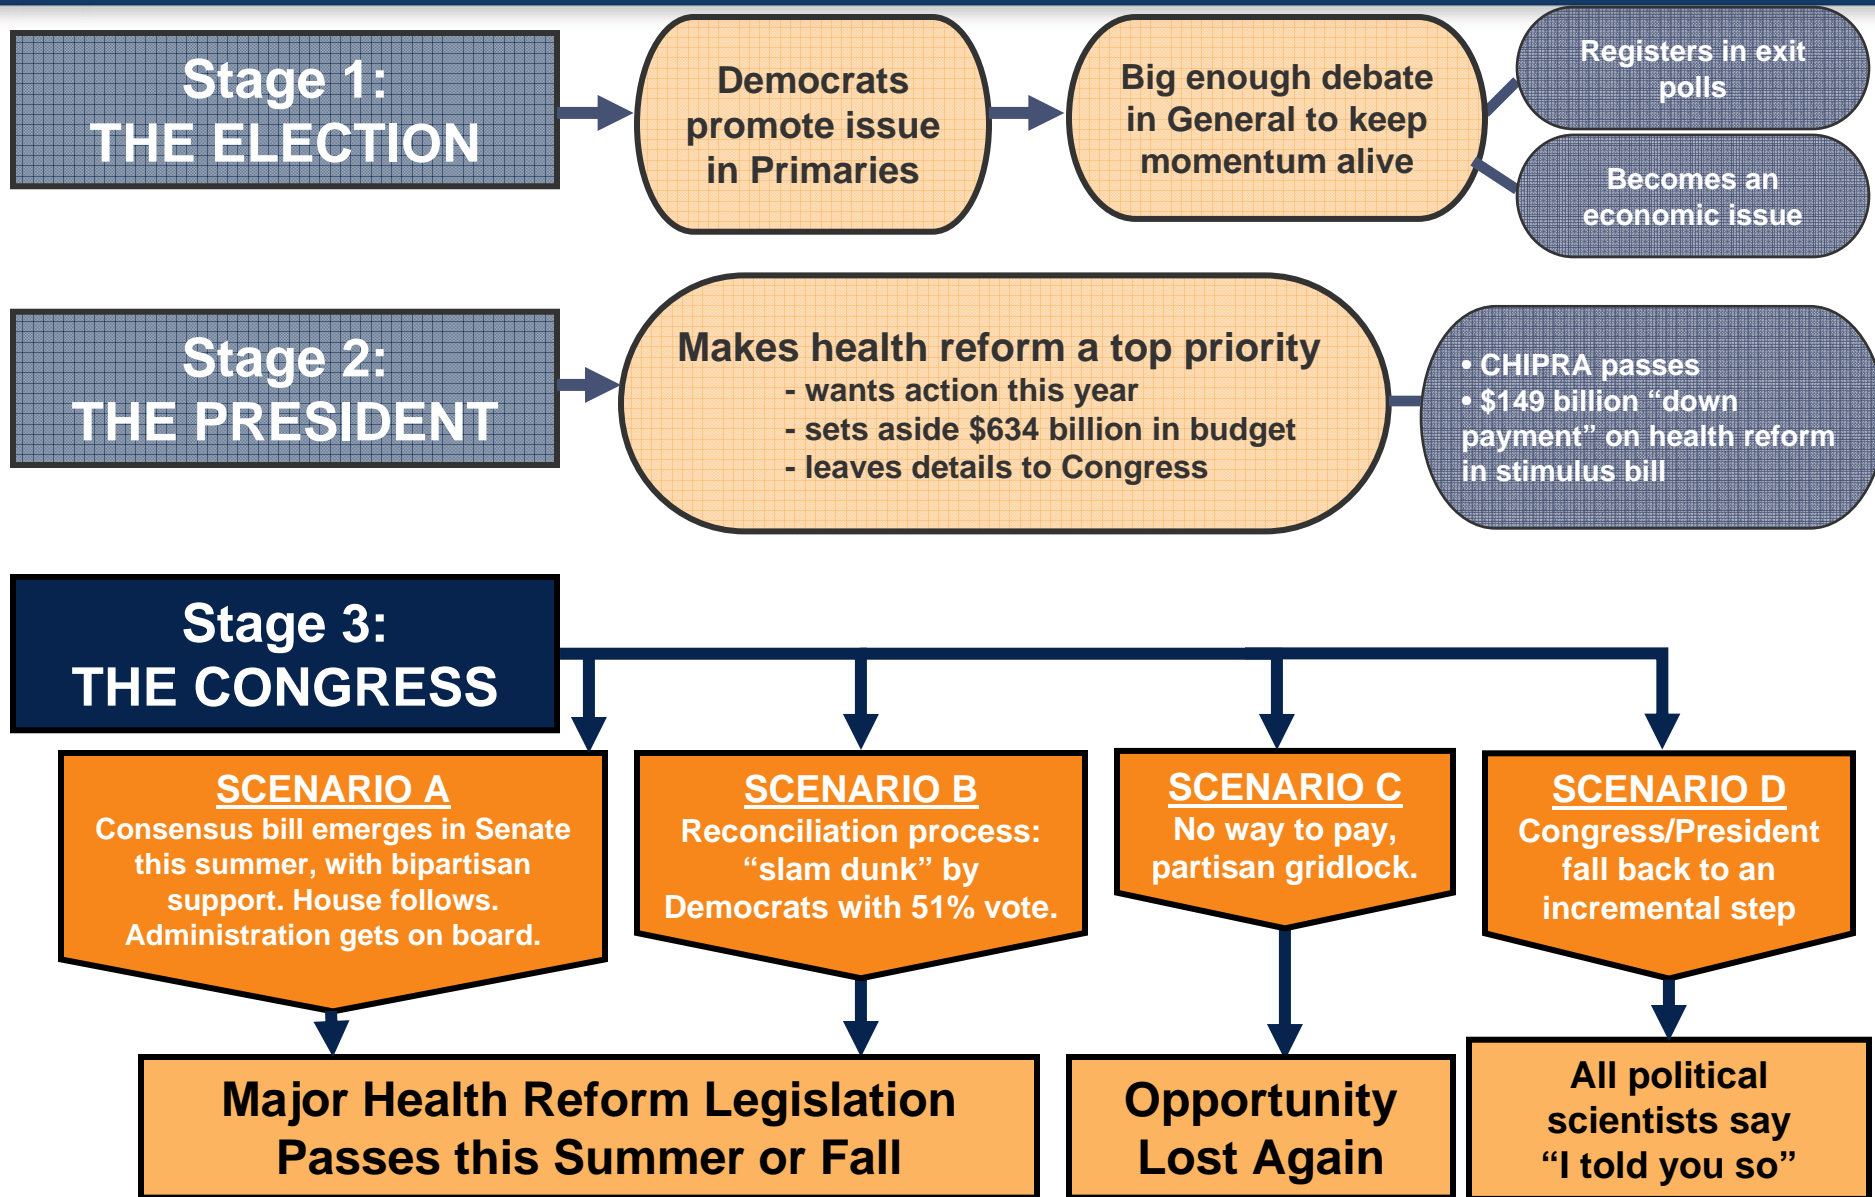 Stage 1:
THE ELECTION
Democrats
promote issue
in Primaries
Big enough debate
in General to keep
momentum alive
Registers in exit
polls
Becomes an
economic issue
Stage 2:
THE PRESIDENT
Makes health reform a top priority
- wants action this year
- sets aside $634 billion in budget
- leaves details to Congress
• CHIPRA passes
• $149 billion “down
payment” on health reform
in stimulus bill
Stage 3:
THE CONGRESS
SCENARIO A
Consensus bill emerges in Senate
this summer, with bipartisan
support. House follows.
Administration gets on board.
SCENARIO B
Reconciliation process:
“slam dunk” by
Democrats with 51% vote.
SCENARIO C
No way to pay,
partisan gridlock.
SCENARIO D
Congress/President
fall back to an
incremental step
Major Health Reform Legislation
Passes this Summer or Fall
Opportunity
Lost Again
All political
scientists say
“I told you so”